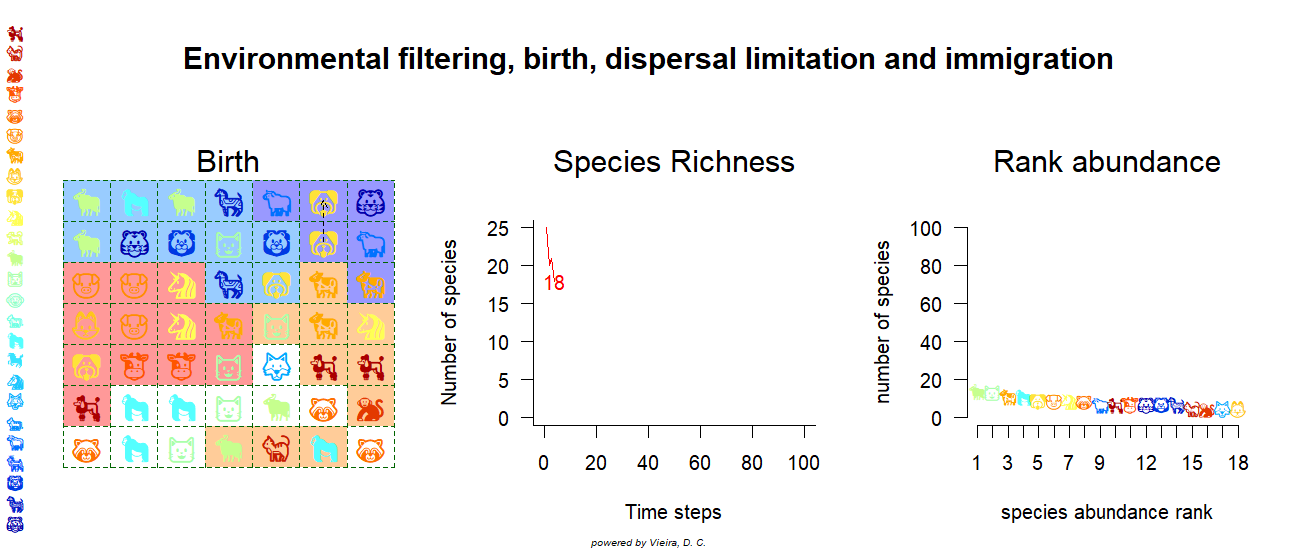 Environmental filtering, birth, dispersal limitation and immigration
Birth
Species Richness
Rank abundance
Number of species
25
20
15
10
5
0
18
0 20 40 60 80 100
Time steps
number of species
100
80
60
40
20
0
1 3 5 7 9 12 15 18
species abundance rank
powered by Vieira, D. C.